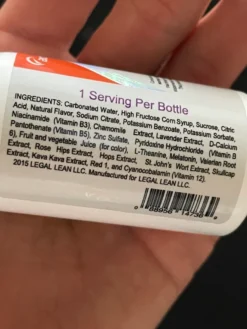 1 Serving Per Bottle
INGREDIENTS: Carbonated Water, High Fructose Corn Syrup, Sucrose, Citric
Acid, Natural Flavor, Sodium Citrate, Potassium Benzoate, Potassium Sorbate,
Niacinamide (Vitamin B3), Chamomile Extract, Lavender Extract, D-Calcium
Pantothenate (Vitamin B5), Zinc Sulfate, Pyridoxine Hydrochloride (Vitamin B
6), Fruit and vegetable Juice (for color), L-Theanine, Melatonin, Valerian Root
Extract, Rose Hips Extract, Hops Extract, St. John's Wort Extract, Skullcap
Extract, Kava Kava Extract, Red 1, and Cyanocobalamin (Vitamin 12).
2015 LEGAL LEAN LLC. Manufactured for LEGAL LEAN LLC.